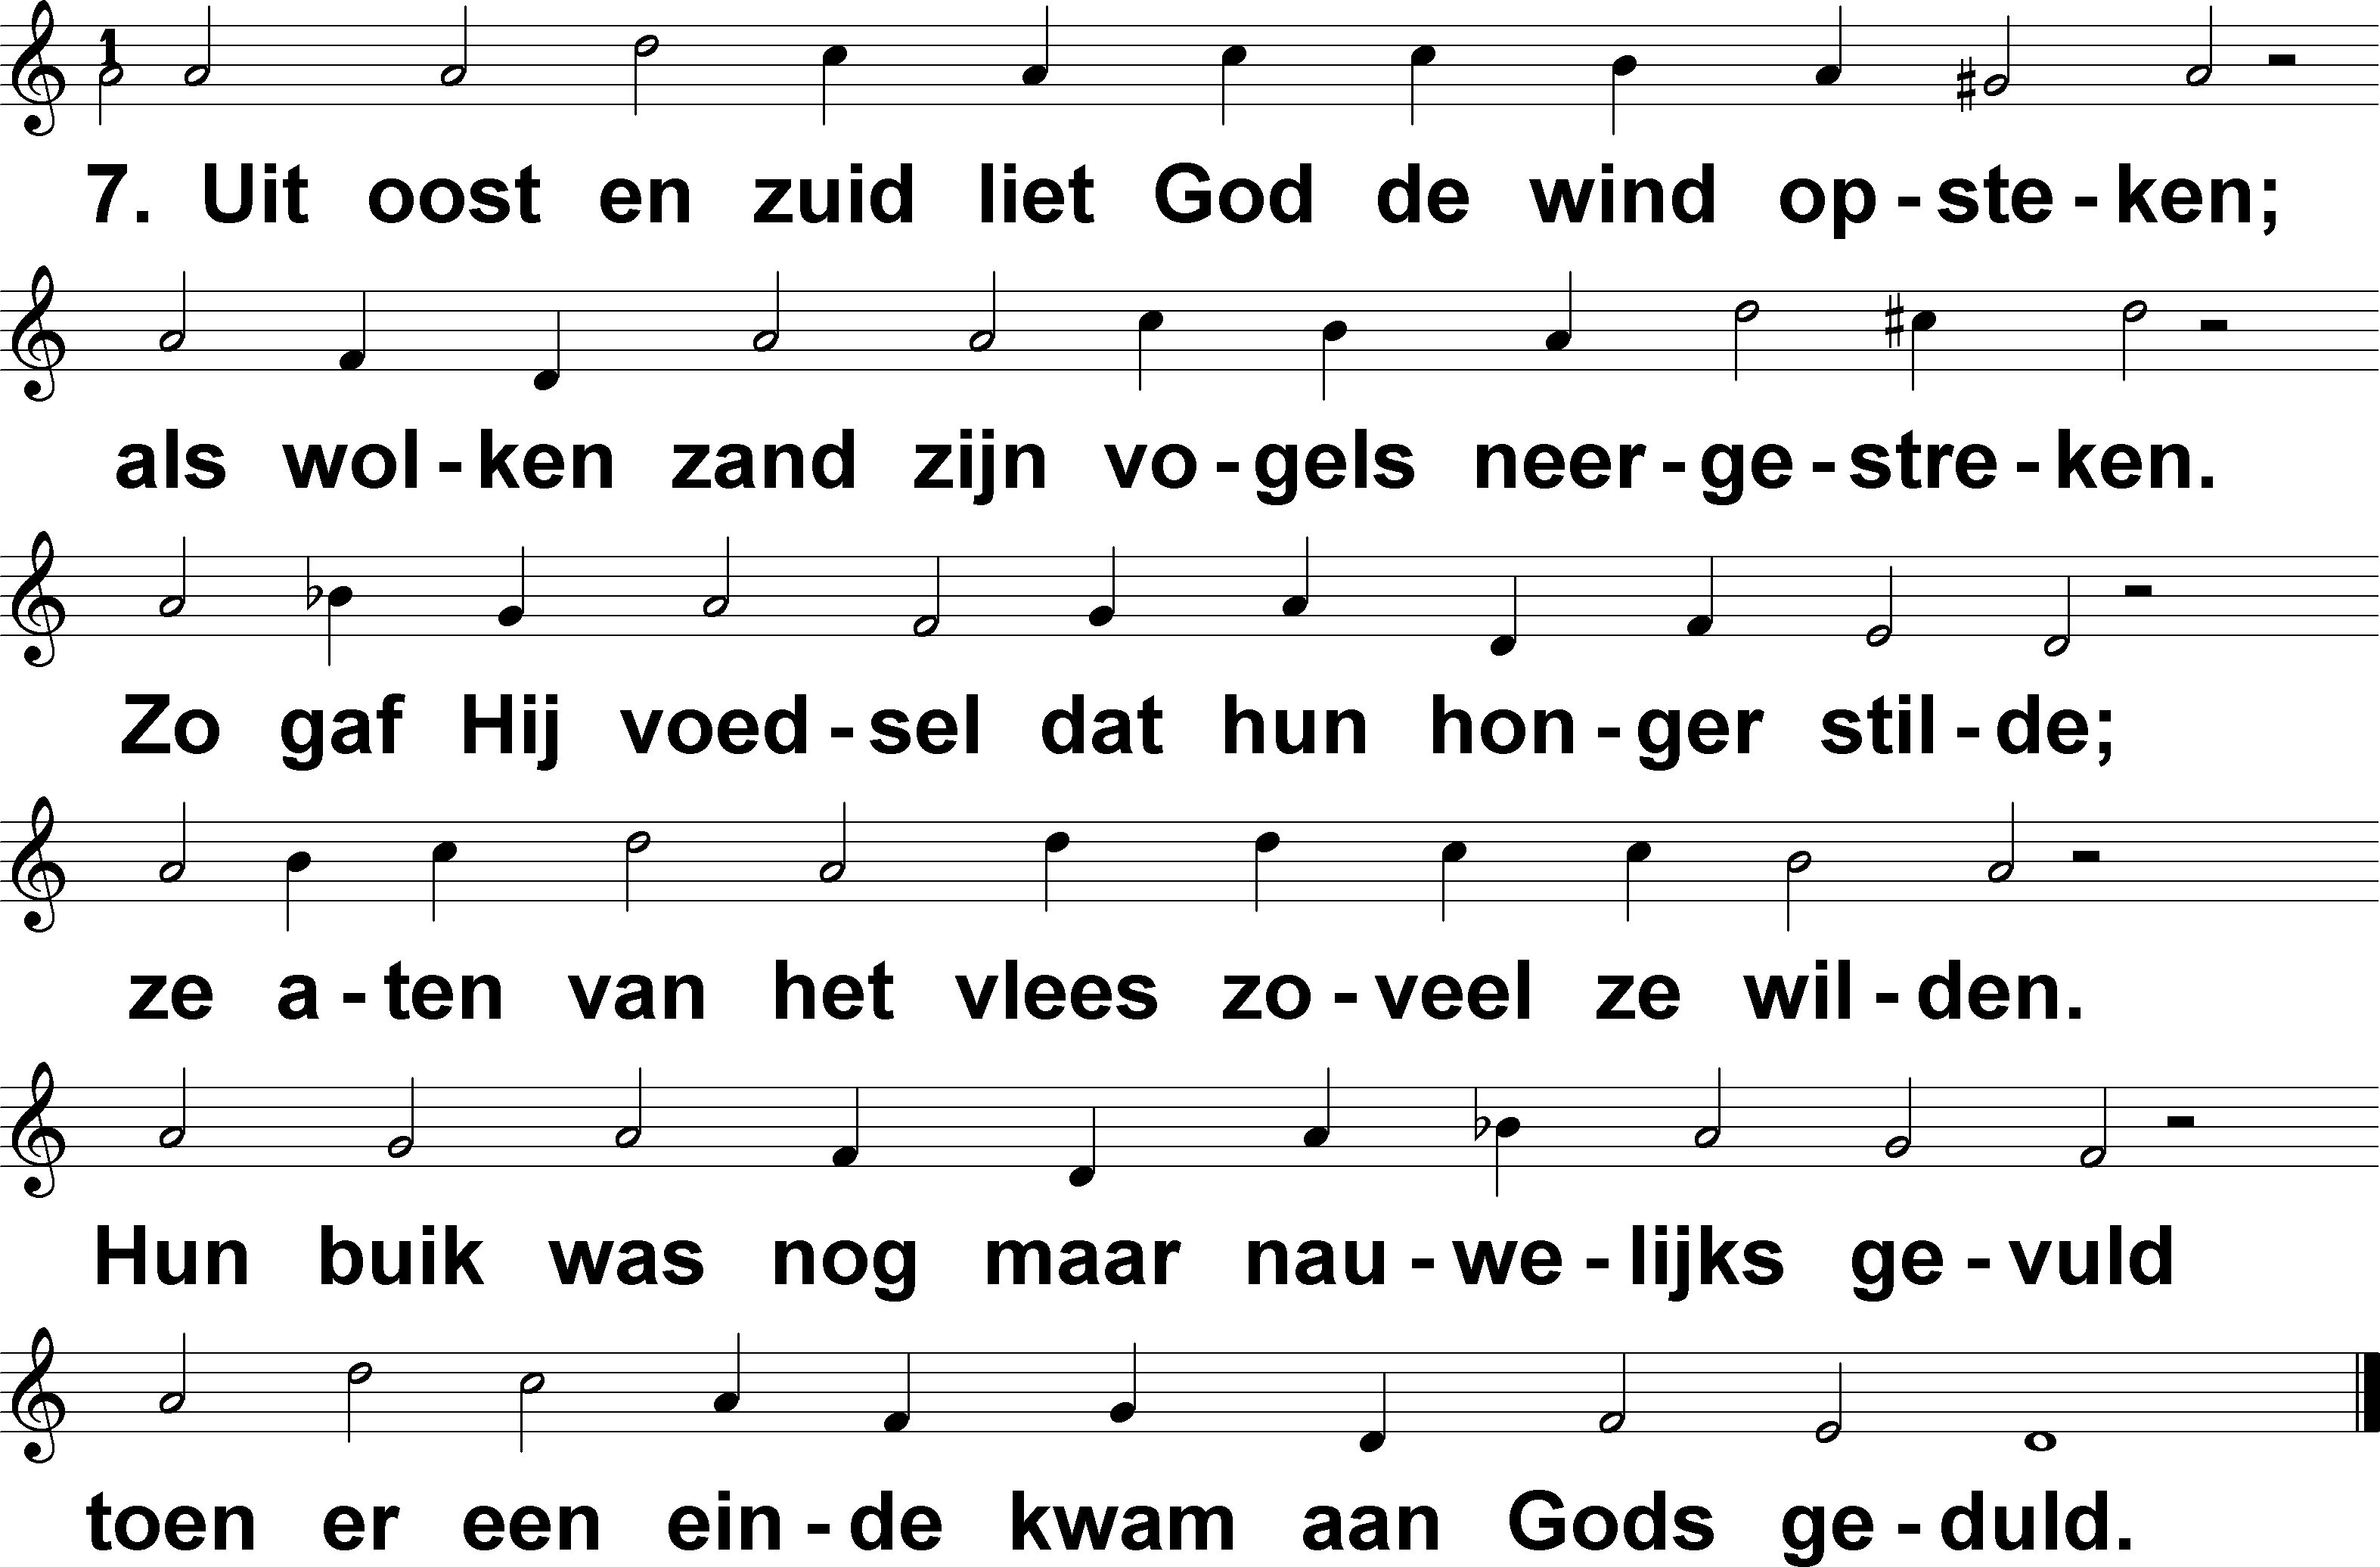 1
7. Uit oost en zuid liet God de wind op-ste-ken;
als wol-ken zand zijn vo-gels neer-ge-stre-ken.
Zo gaf Hij voed-sel dat hun hon-ger stil-de;
ze a-ten van het vlees zo-veel ze wil-den.
Hun buik was nog maar nau-we-lijks ge-vuld
toen er een ein-de kwam aan Gods ge-duld.